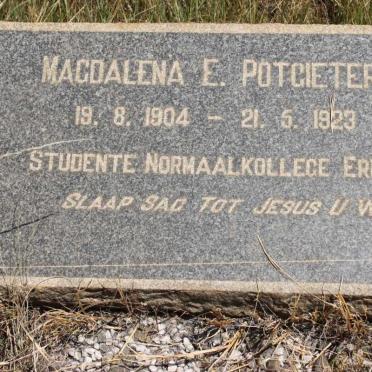 MAGDALENA E. POTGIETER
19. 8. 1904 – 21. 5. 1923
STUDENTE NORMAALKOLLEGE
SLAAP SAG TOT JESUS U